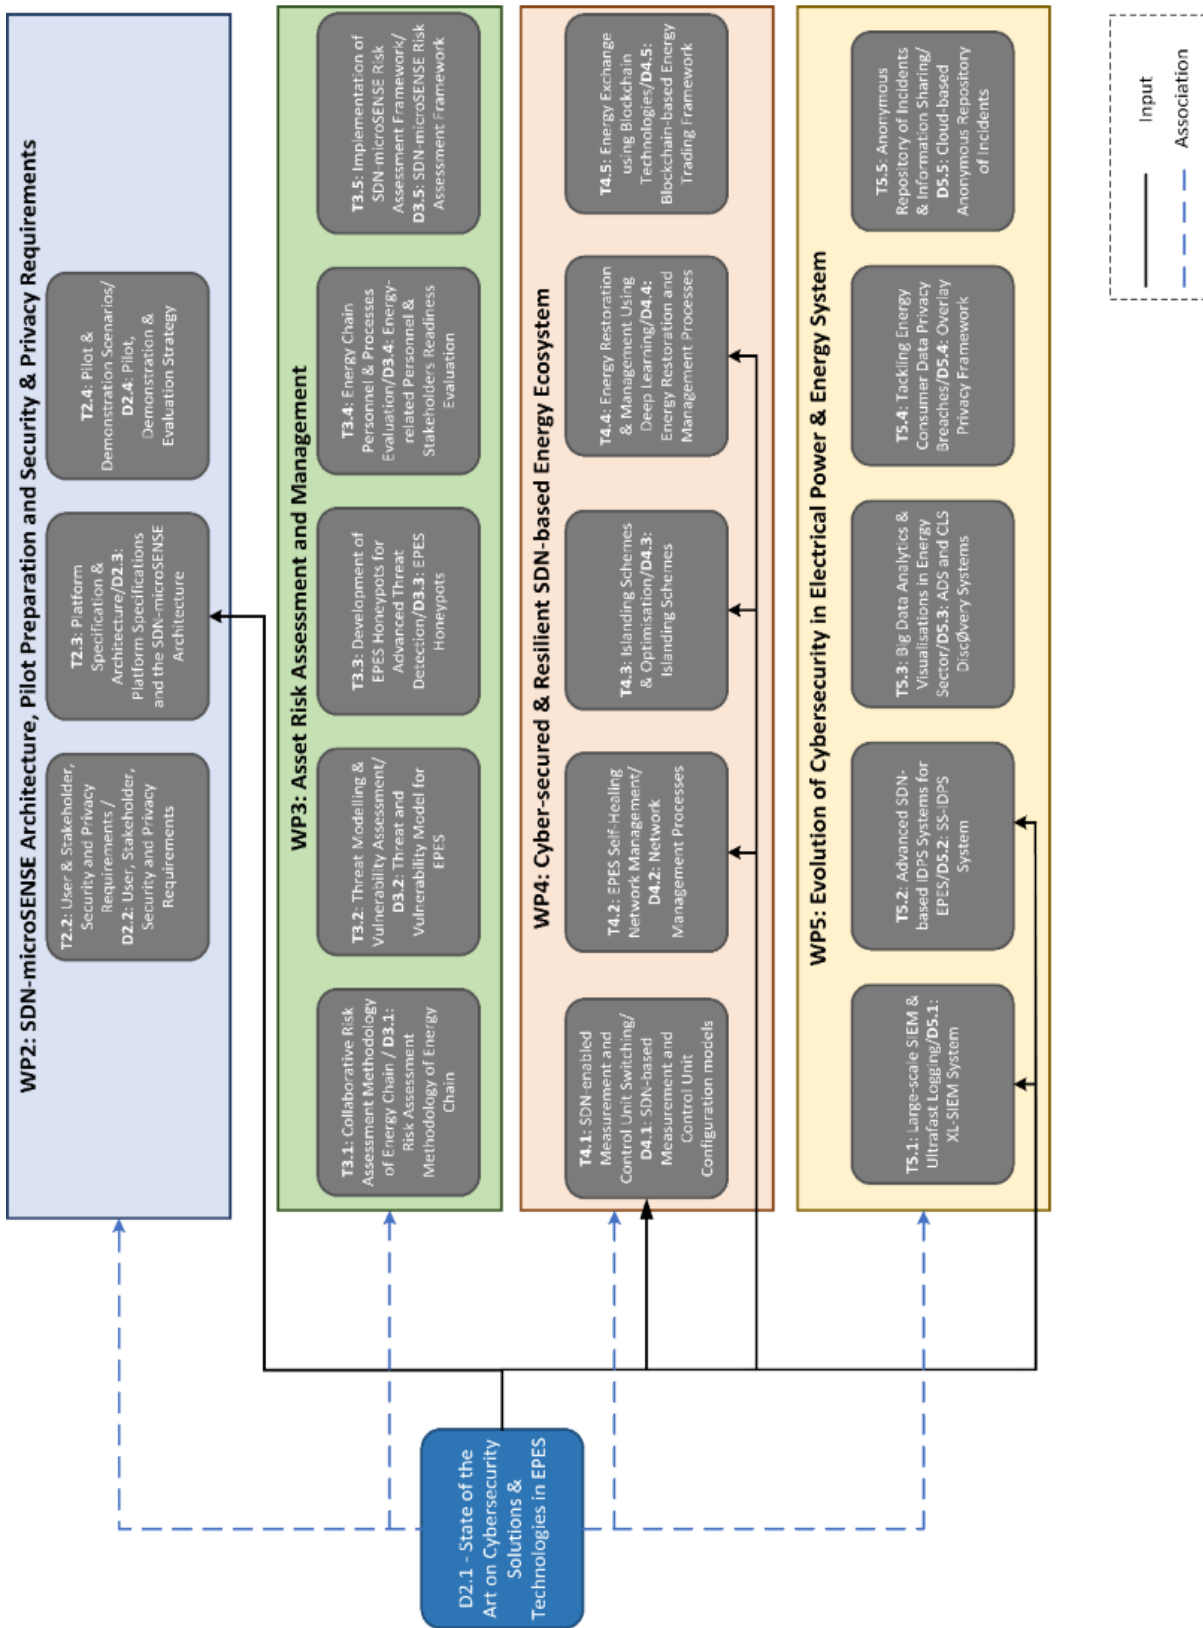 D2.1 - State of the
Art on Cybersecurity
Solutions &
Technologies in EPES
WP2: SDN-microSENSE Architecture, Pilot Preparation and Security & Privacy Requirements
T2.2: User & Stakeholder,
Security and Privacy
Requirements /
D2.2: User, Stakeholder,
Security and Privacy
Requirements
T2.3: Platform
Specification &
Architecture/D2.3:
Platform Specifications
and the SDN-microSENSE
Architecture
T2.4: Pilot &
Demonstration Scenarios/
D2.4: Pilot,
Demonstration &
Evaluation Strategy
WP3: Asset Risk Assessment and Management
T3.1: Collaborative Risk
Assessment Methodology
of Energy Chain / D3.1:
Risk Assessment
Methodology of Energy
Chain
T3.2: Threat Modelling &
Vulnerability Assessment/
D3.2: Threat and
Vulnerability Model for
EPES
T3.3: Development of
EPES Honeypots for
Advanced Threat
Detection/D3.3: EPES
Honeypots
T3.4: Energy Chain
Personnel & Processes
Evaluation/D3.4: Energy-
related Personnel &
Stakeholders Readiness
Evaluation
T3.5: Implementation of
SDN-microSENSE Risk
Assessment Framework/
D3.5: SDN-microSENSE Risk
Assessment Framework
WP4: Cyber-secured & Resilient SDN-based Energy Ecosystem
T4.1: SDN-enabled
Measurement and
Control Unit Switching/
D4.1: SDN-based
Measurement and
Control Unit
Configuration models
T4.2: EPES Self-Healing
Network Management/
D4.2: Network
Management Processes
T4.3: Islanding Schemes
& Optimisation/D4.3:
Islanding Schemes
T4.4: Energy Restoration
& Management Using
Deep Learning/D4.4:
Energy Restoration and
Management Processes
T4.5: Energy Exchange
using Blockchain
Technologies/D4.5:
Blockchain-based Energy
Trading Framework
WP5: Evolution of Cybersecurity in Electrical Power & Energy System
T5.1: Large-scale SIEM &
Ultrafast Logging/D5.1:
XL-SIEM System
T5.2: Advanced SDN-
based IDPS Systems for
EPES/D5.2: SS-IDPS
System
T5.3: Big Data Analytics &
Visualisations in Energy
Sector/D5.3: ADS and CLS
DiscØvery Systems
T5.4: Tackling Energy
Consumer Data Privacy
Breaches/D5.4: Overlay
Privacy Framework
T5.5: Anonymous
Repository of Incidents
& Information Sharing/
D5.5: Cloud-based
Anonymous Repository
of Incidents
Input
Association